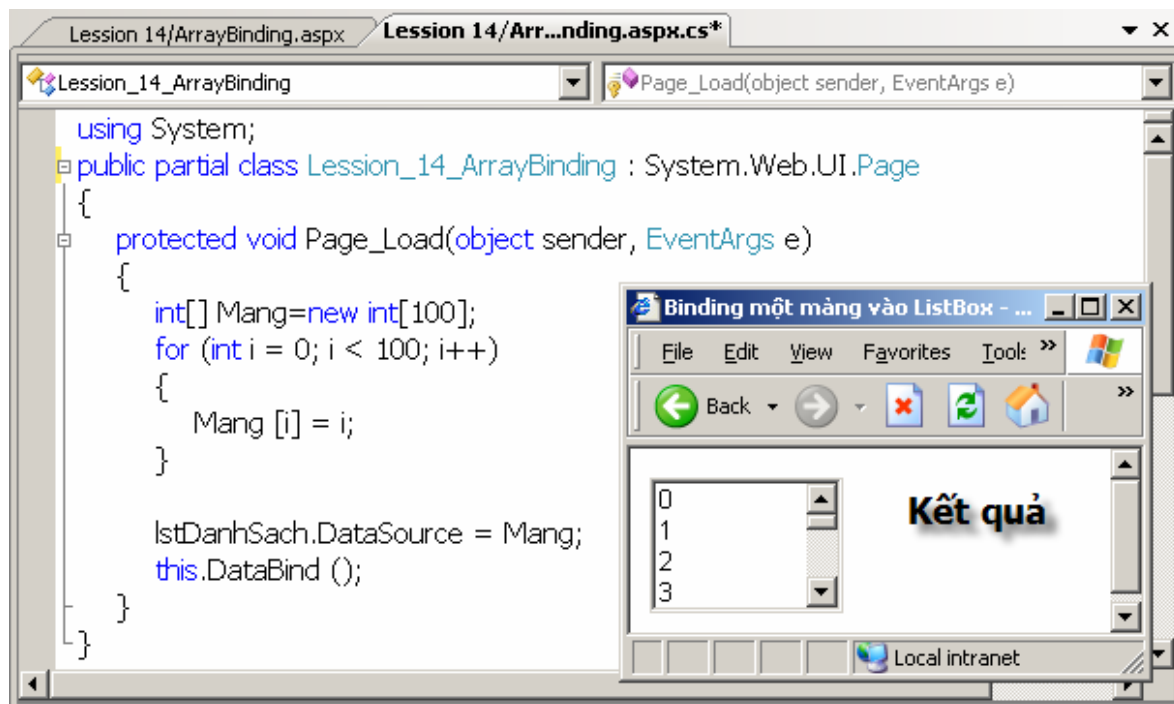 Lession 14/ArrayBinding.aspx Lession 14/Arr...nding.aspx.cs*
Lession_14_ArrayBinding Page_Load(object sender, EventArgs e)
using System;
public partial class Lession_14_ArrayBinding : System.Web.UI.Page
{
protected void Page_Load(object sender, EventArgs e)
{
int[] Mang=new int[100];
for (int i = 0; i < 100; i++)
{
Mang [i] = i;
}
lstDanhSach.DataSource = Mang;
this.DataBind ();
}
}
Binding một mảng vào ListBox - ...
File Edit View Favorites Tools
Back
0
1
2
3
Kết quả
Local intranet